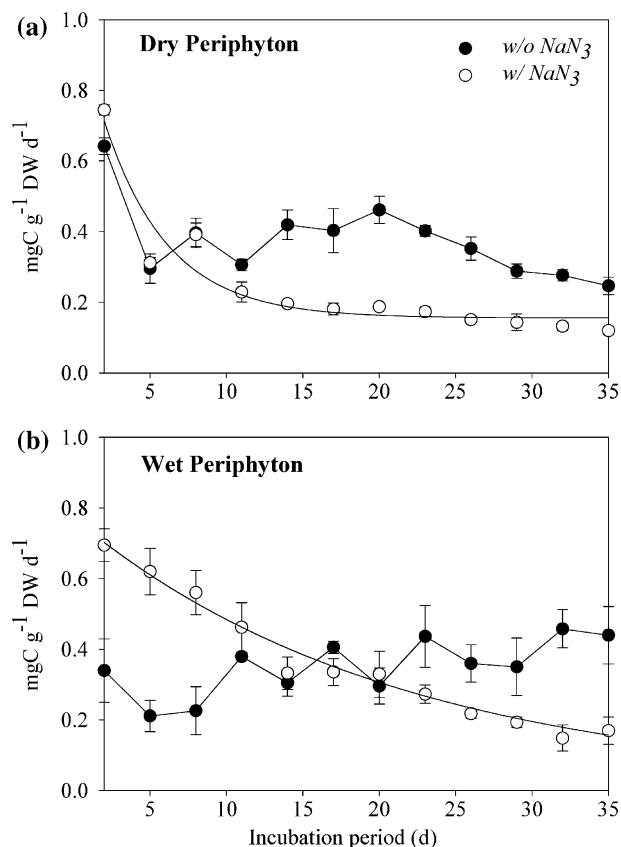 (a)
Dry Periphyton
w/o NaN3
w/ NaN3
1.0
0.8
0.6
0.4
0.2
0.0
mgC g-1 DW d-1
5 10 15 20 25 30 35
(b)
Wet Periphyton
1.0
0.8
0.6
0.4
0.2
0.0
mgC g-1 DW d-1
5 10 15 20 25 30 35
Incubation period (d)